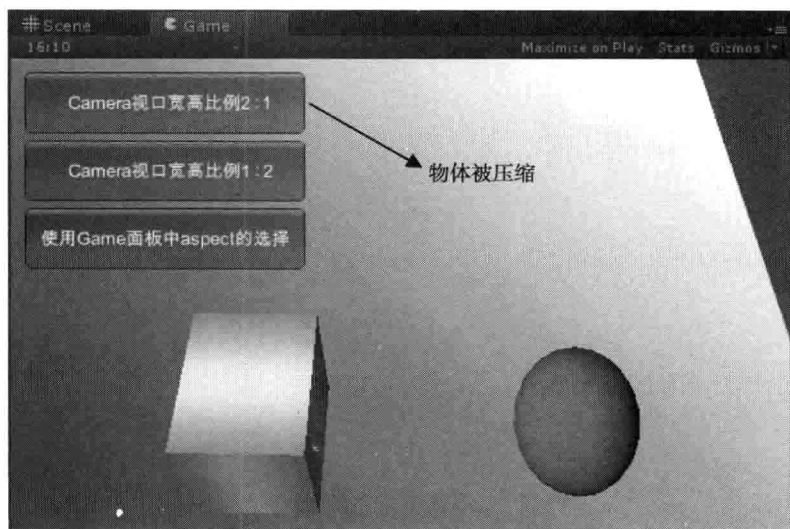 Scene
Game
16:10
Maximize on Play Stats Gizmos
Camera视口宽高比例2:1
物体被压缩
Camera视口宽高比例1:2
使用Game面板中aspect的选择